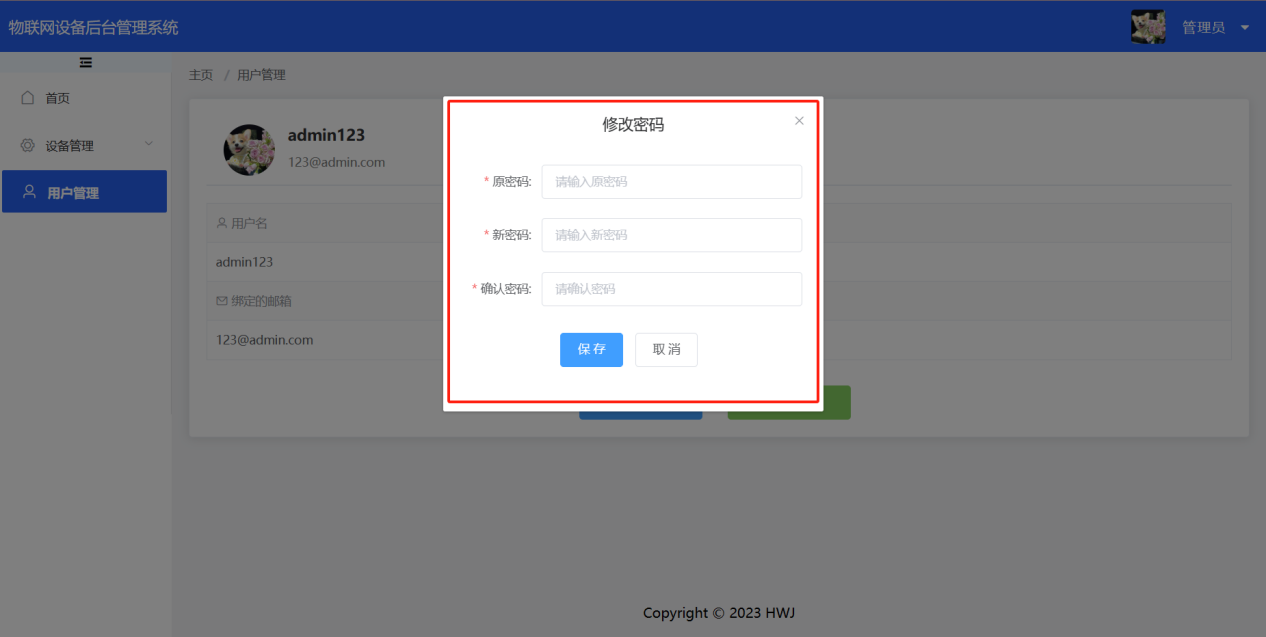 物联网设备后台管理系统
管理员
主页 / 用户管理
首页
设备管理
用户管理
admin123
123@admin.com
用户名
admin123
绑定的邮箱
123@admin.com
修改密码
* 原密码: 请输入原密码
* 新密码: 请输入新密码
* 确认密码: 请确认密码
保存 取消
Copyright © 2023 HWJ